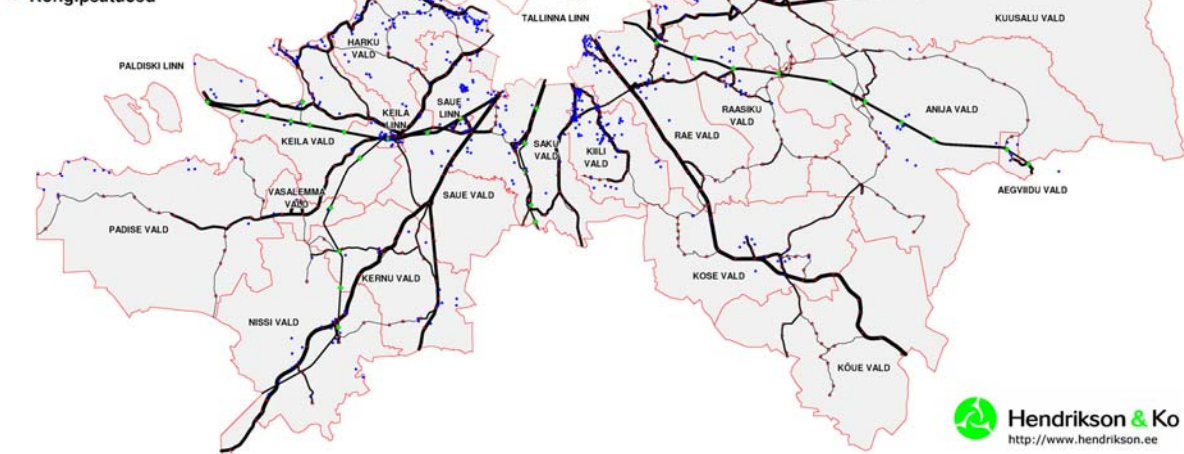 Rongipeatused
TALLINNA LINN
KUUSALU VALD
HARKU
VALD
PALDISKI LINN
SAUE
LINN
KEILA
LINN
RAASIKU
VALD
ANIJA VALD
KEILA VALD
RAE VALD
SAKU
VALD
KIILI
VALD
VASALEMMA
VALD
SAUE VALD
AEGVIIDU VALD
PADISE VALD
KERNU VALD
KOSE VALD
NISSI VALD
KÕUE VALD
Hendrikson & Ko
http://www.hendrikson.ee